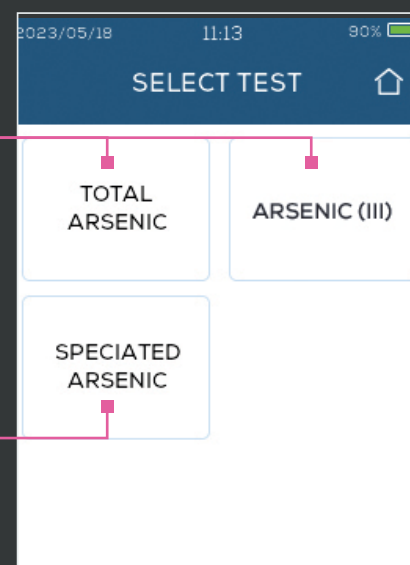 2023/05/18 11:13 90%
SELECT TEST
TOTAL
ARSENIC
ARSENIC (III)
SPECIATED
ARSENIC